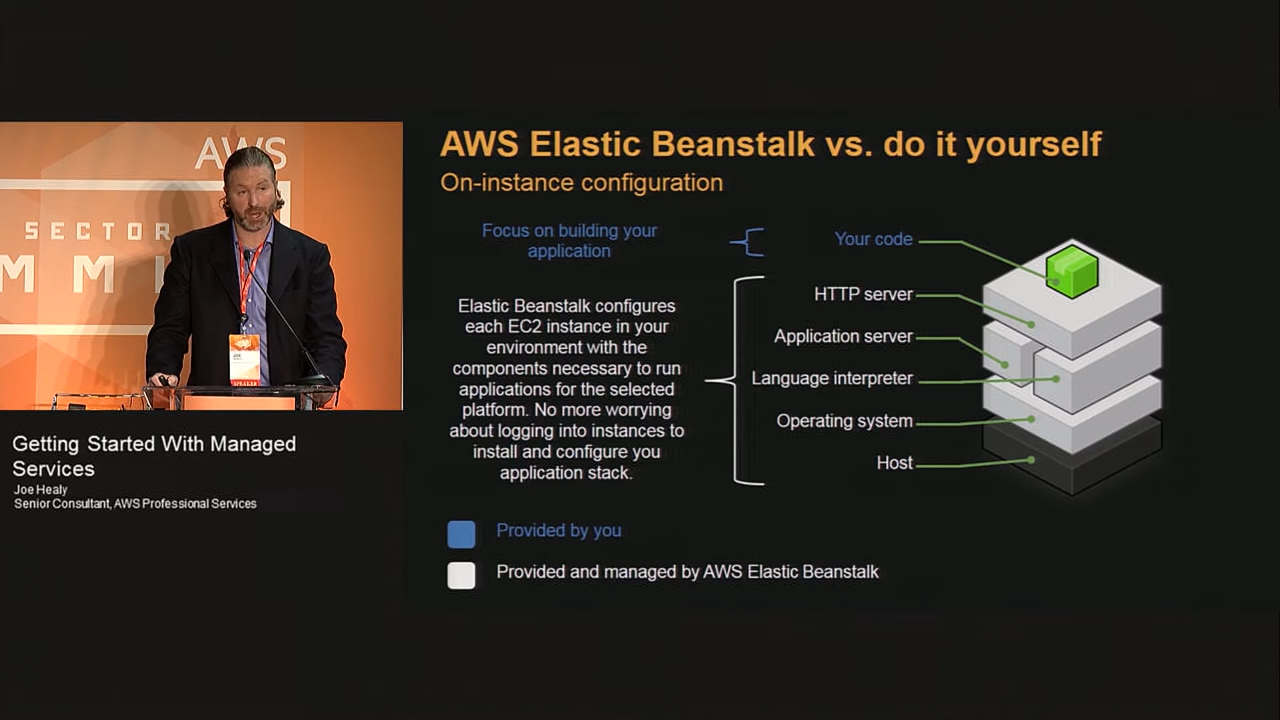 AWS
SECTOR
MMI
JOE
SPEAKER
Getting Started With Managed
Services
Joe Healy
Senior Consultant, AWS Professional Services
AWS Elastic Beanstalk vs. do it yourself
On-instance configuration
Focus on building your
application
Elastic Beanstalk configures
each EC2 instance in your
environment with the
components necessary to run
applications for the selected
platform. No more worrying
about logging into instances to
install and configure you
application stack.
Your code
HTTP server
Application server
Language interpreter
Operating system
Host
Provided by you
Provided and managed by AWS Elastic Beanstalk